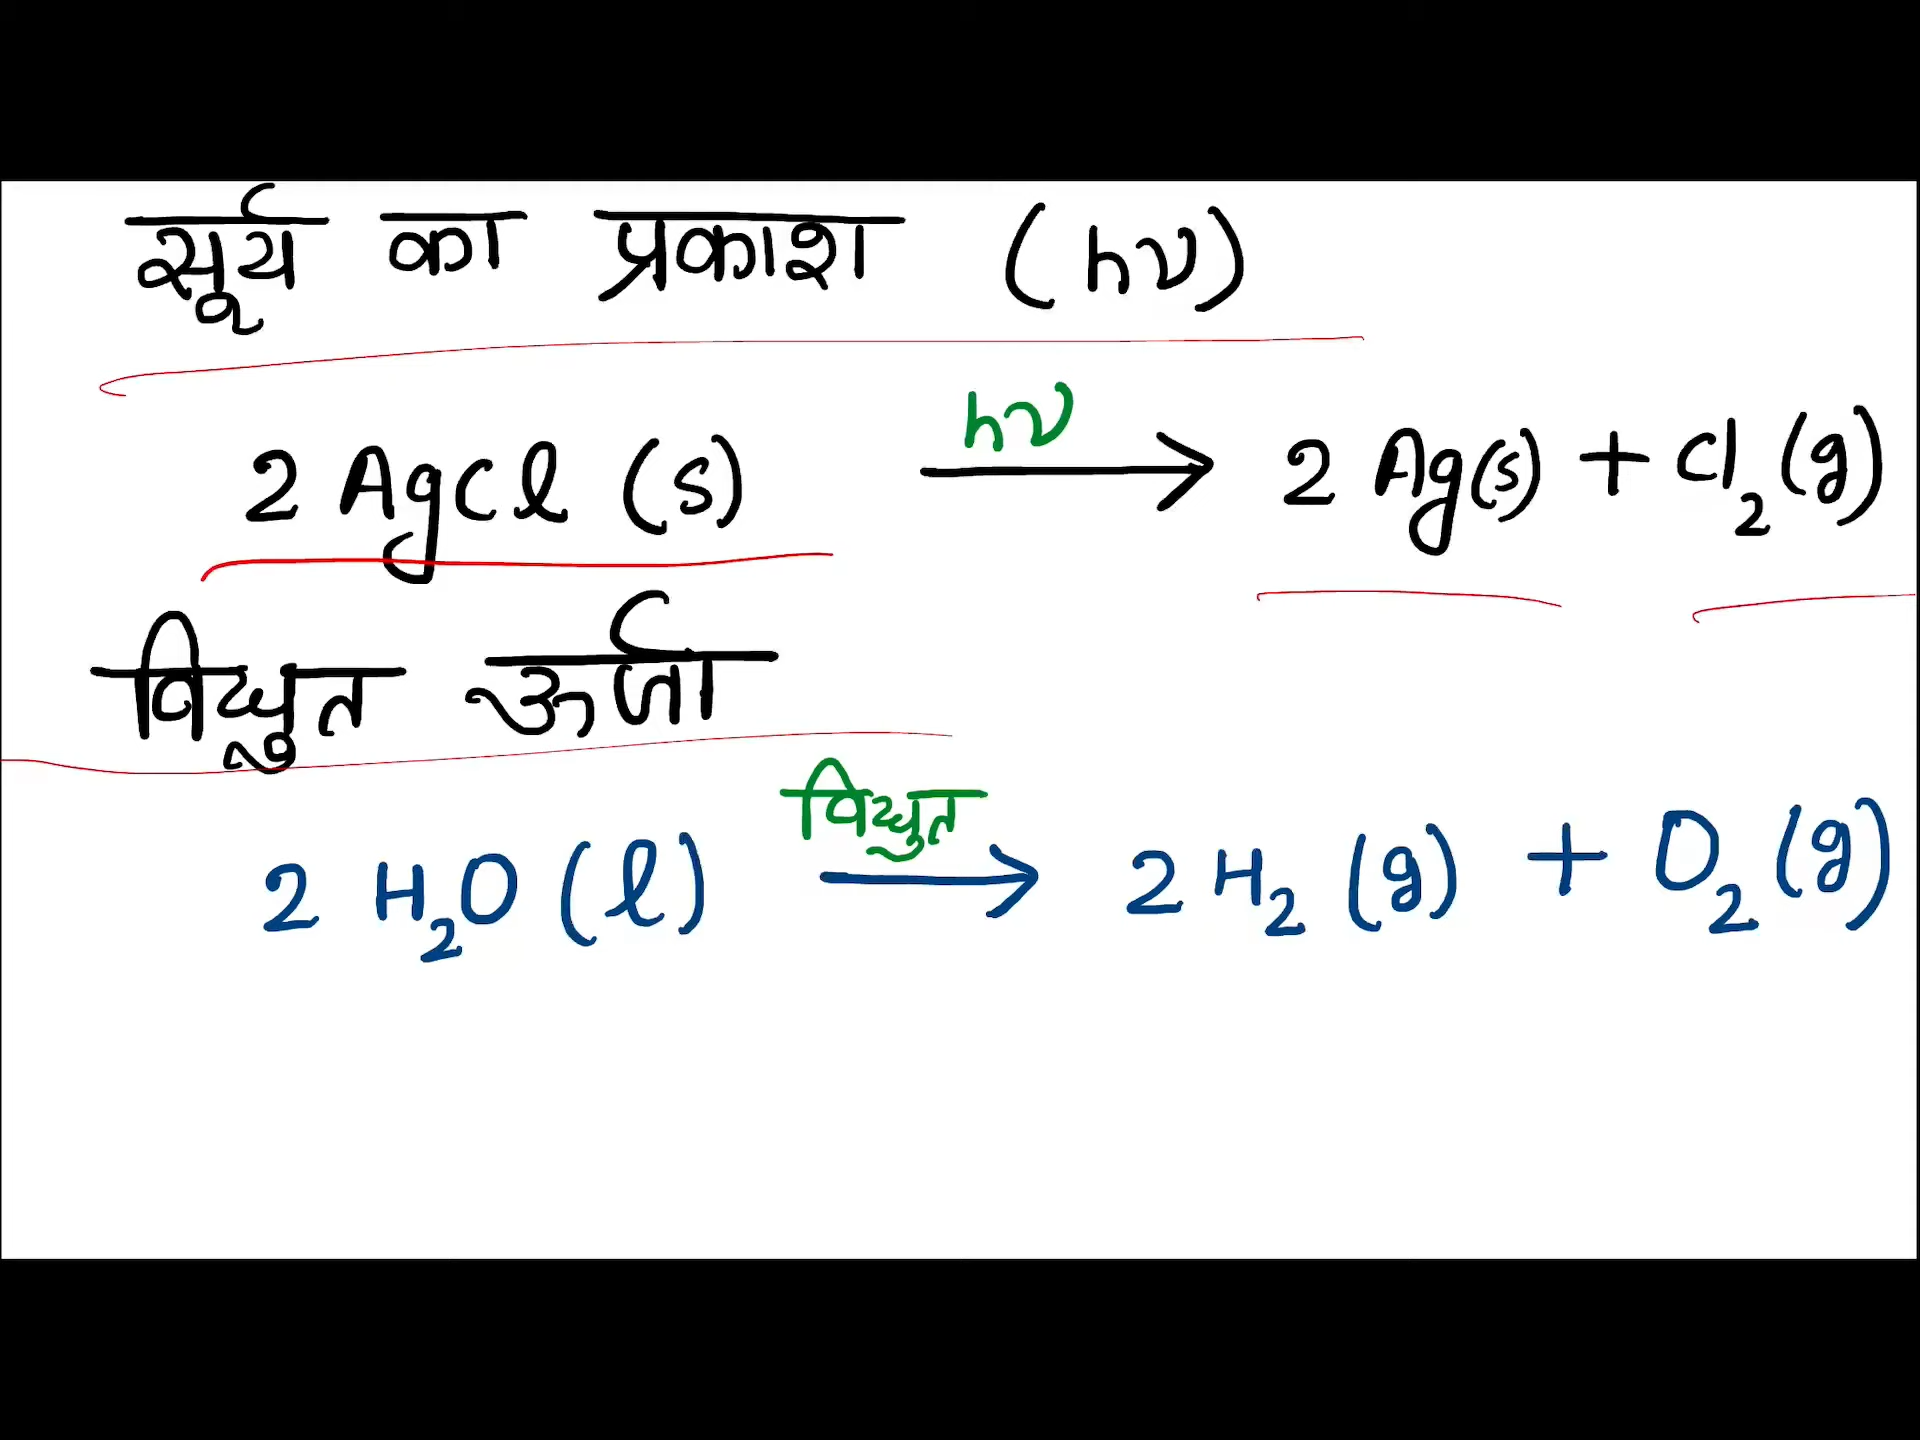 सूर्य का प्रकाश (hν)
hν
2 AgCl (s) → 2 Ag(s) + Cl₂ (g)
विध्युत ऊर्जा
विध्युत
2 H₂O (l) → 2 H₂ (g) + O₂ (g)